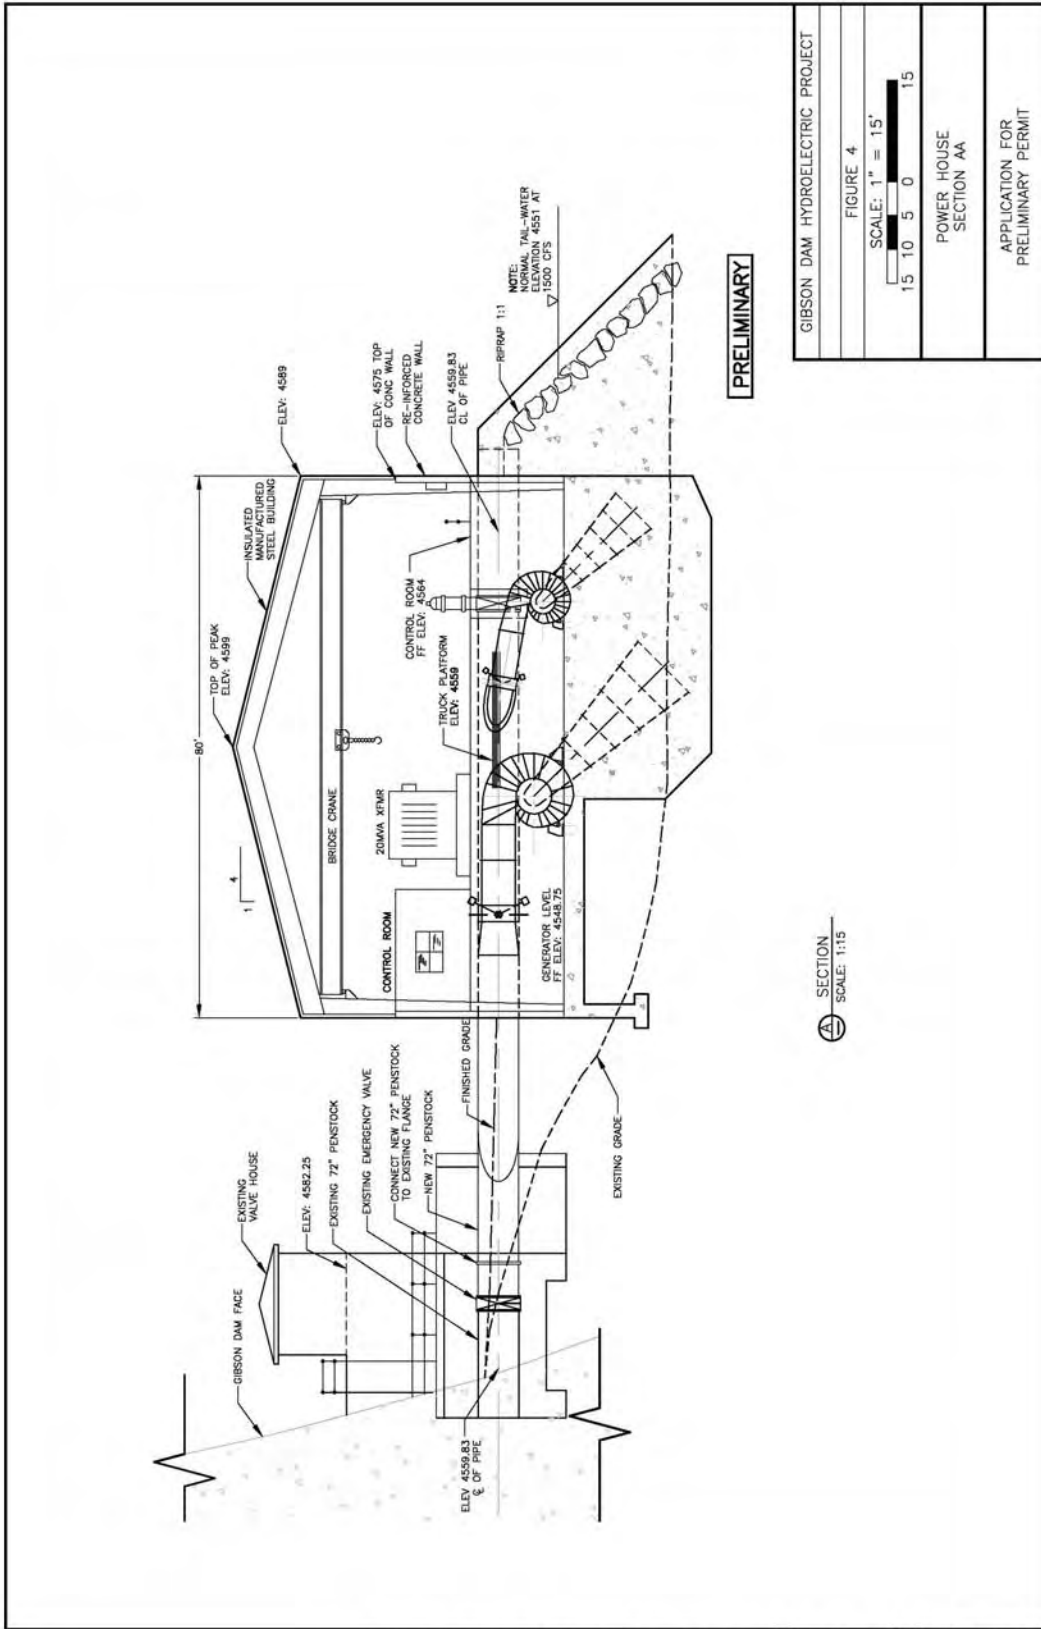 GIBSON DAM FACE
EXISTING
VALVE HOUSE
ELEV: 4582.25
EXISTING 72" PENSTOCK
EXISTING EMERGENCY VALVE
CONNECT NEW 72" PENSTOCK
TO EXISTING FLANGE
NEW 72" PENSTOCK
FINISHED GRADE
ELEV 4559.83
℄ OF PIPE
EXISTING GRADE
80'
TOP OF PEAK
ELEV: 4599
INSULATED
MANUFACTURED
STEEL BUILDING
ELEV: 4589
4
1
BRIDGE CRANE
CONTROL ROOM
20MVA XFMR
TRUCK PLATFORM
ELEV: 4559
CONTROL ROOM
FF ELEV: 4564
GENERATOR LEVEL
FF ELEV: 4548.75
ELEV: 4575 TOP
OF CONC WALL
RE-INFORCED
CONCRETE WALL
ELEV 4559.83
CL OF PIPE
RIPRAP 1:1
NOTE:
NORMAL TAIL-WATER
ELEVATION 4551 AT
1500 CFS
A
SECTION
SCALE: 1:15
PRELIMINARY
GIBSON DAM HYDROELECTRIC PROJECT
FIGURE 4
SCALE: 1" = 15'
15 10 5 0 15
POWER HOUSE
SECTION AA
APPLICATION FOR
PRELIMINARY PERMIT